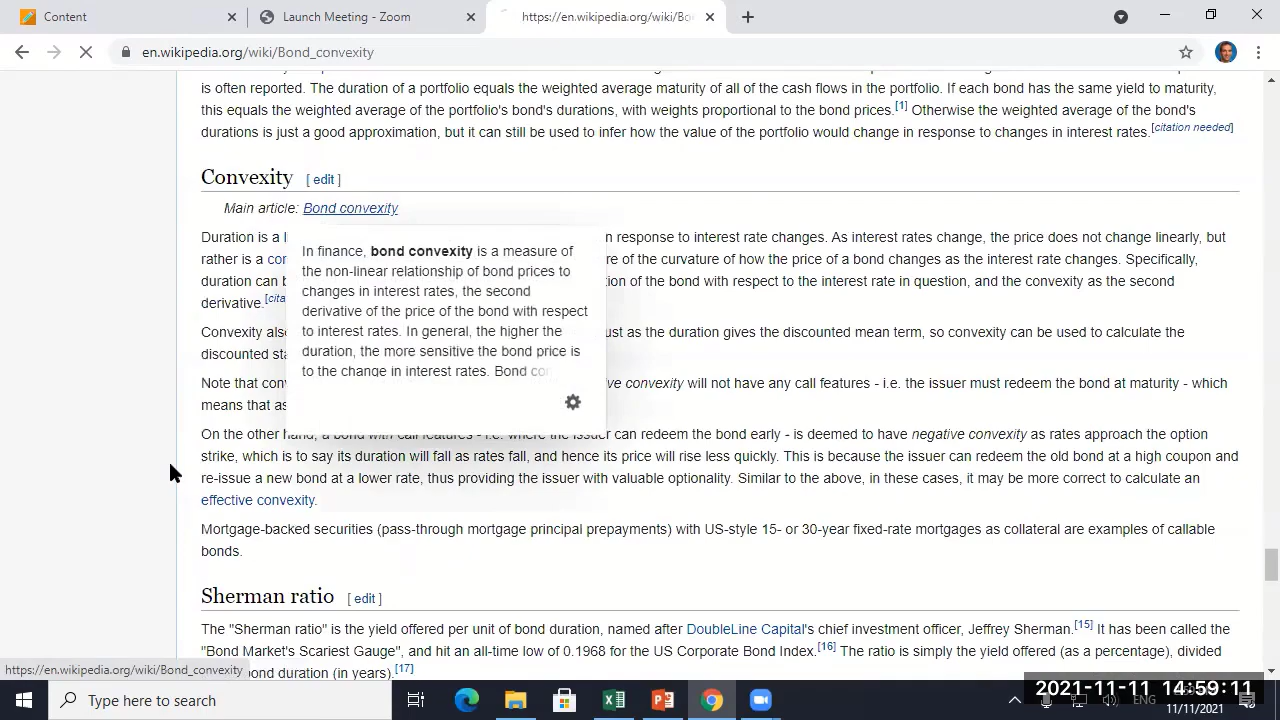 Content
Launch Meeting - Zoom
https://en.wikipedia.org/wiki/Bo
en.wikipedia.org/wiki/Bond_convexity
is often reported. The duration of a portfolio equals the weighted average maturity of all of the cash flows in the portfolio. If each bond has the same yield to maturity,
this equals the weighted average of the portfolio's bond's durations, with weights proportional to the bond prices.[1] Otherwise the weighted average of the bond's
durations is just a good approximation, but it can still be used to infer how the value of the portfolio would change in response to changes in interest rates.[citation needed]
Convexity [ edit ]
Main article: Bond convexity
Duration is a l
n response to interest rate changes. As interest rates change, the price does not change linearly, but
rather is a co
re of the curvature of how the price of a bond changes as the interest rate changes. Specifically,
duration can b
ion of the bond with respect to the interest rate in question, and the convexity as the second
derivative.[cita
In finance, bond convexity is a measure of
the non-linear relationship of bond prices to
changes in interest rates, the second
derivative of the price of the bond with respect
to interest rates. In general, the higher the
duration, the more sensitive the bond price is
to the change in interest rates. Bond co
Convexity als
ust as the duration gives the discounted mean term, so convexity can be used to calculate the
discounted sta
Note that con
ve convexity will not have any call features - i.e. the issuer must redeem the bond at maturity - which
means that as
On the other hand, a bond with call features - i.e. where the issuer can redeem the bond early - is deemed to have negative convexity as rates approach the option
strike, which is to say its duration will fall as rates fall, and hence its price will rise less quickly. This is because the issuer can redeem the old bond at a high coupon and
re-issue a new bond at a lower rate, thus providing the issuer with valuable optionality. Similar to the above, in these cases, it may be more correct to calculate an
effective convexity.
Mortgage-backed securities (pass-through mortgage principal prepayments) with US-style 15- or 30-year fixed-rate mortgages as collateral are examples of callable
bonds.
Sherman ratio [ edit ]
The "Sherman ratio" is the yield offered per unit of bond duration, named after DoubleLine Capital's chief investment officer, Jeffrey Sherman.[15] It has been called the
"Bond Market's Scariest Gauge", and hit an all-time low of 0.1968 for the US Corporate Bond Index.[16] The ratio is simply the yield offered (as a percentage), divided
ond duration (in years).[17]
https://en.wikipedia.org/wiki/Bond_convexity
Type here to search
ENG
2021-11-11 14:59:11
11/11/2021